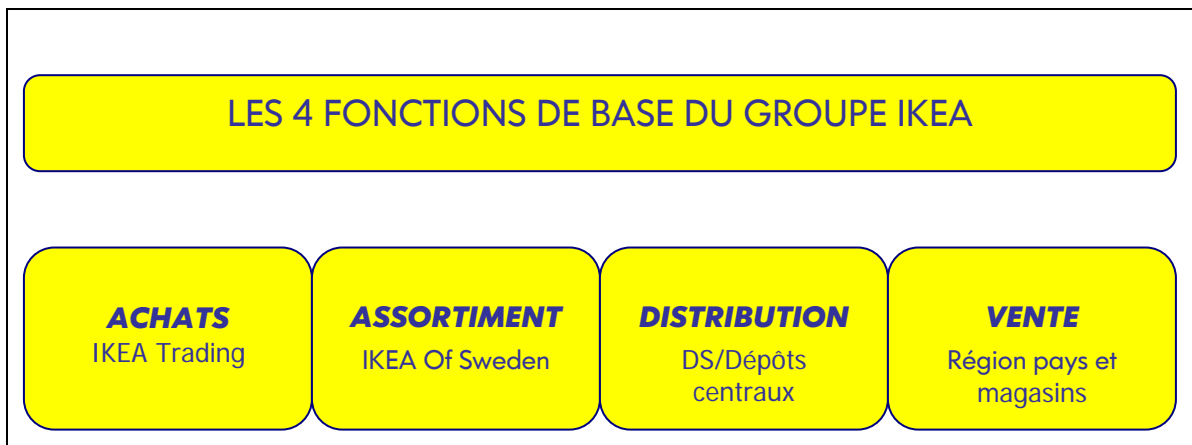 LES 4 FONCTIONS DE BASE DU GROUPE IKEA
ACHATS
IKEA Trading
ASSORTIMENT
IKEA Of Sweden
DISTRIBUTION
DS/Dépôts
centraux
VENTE
Région pays et
magasins